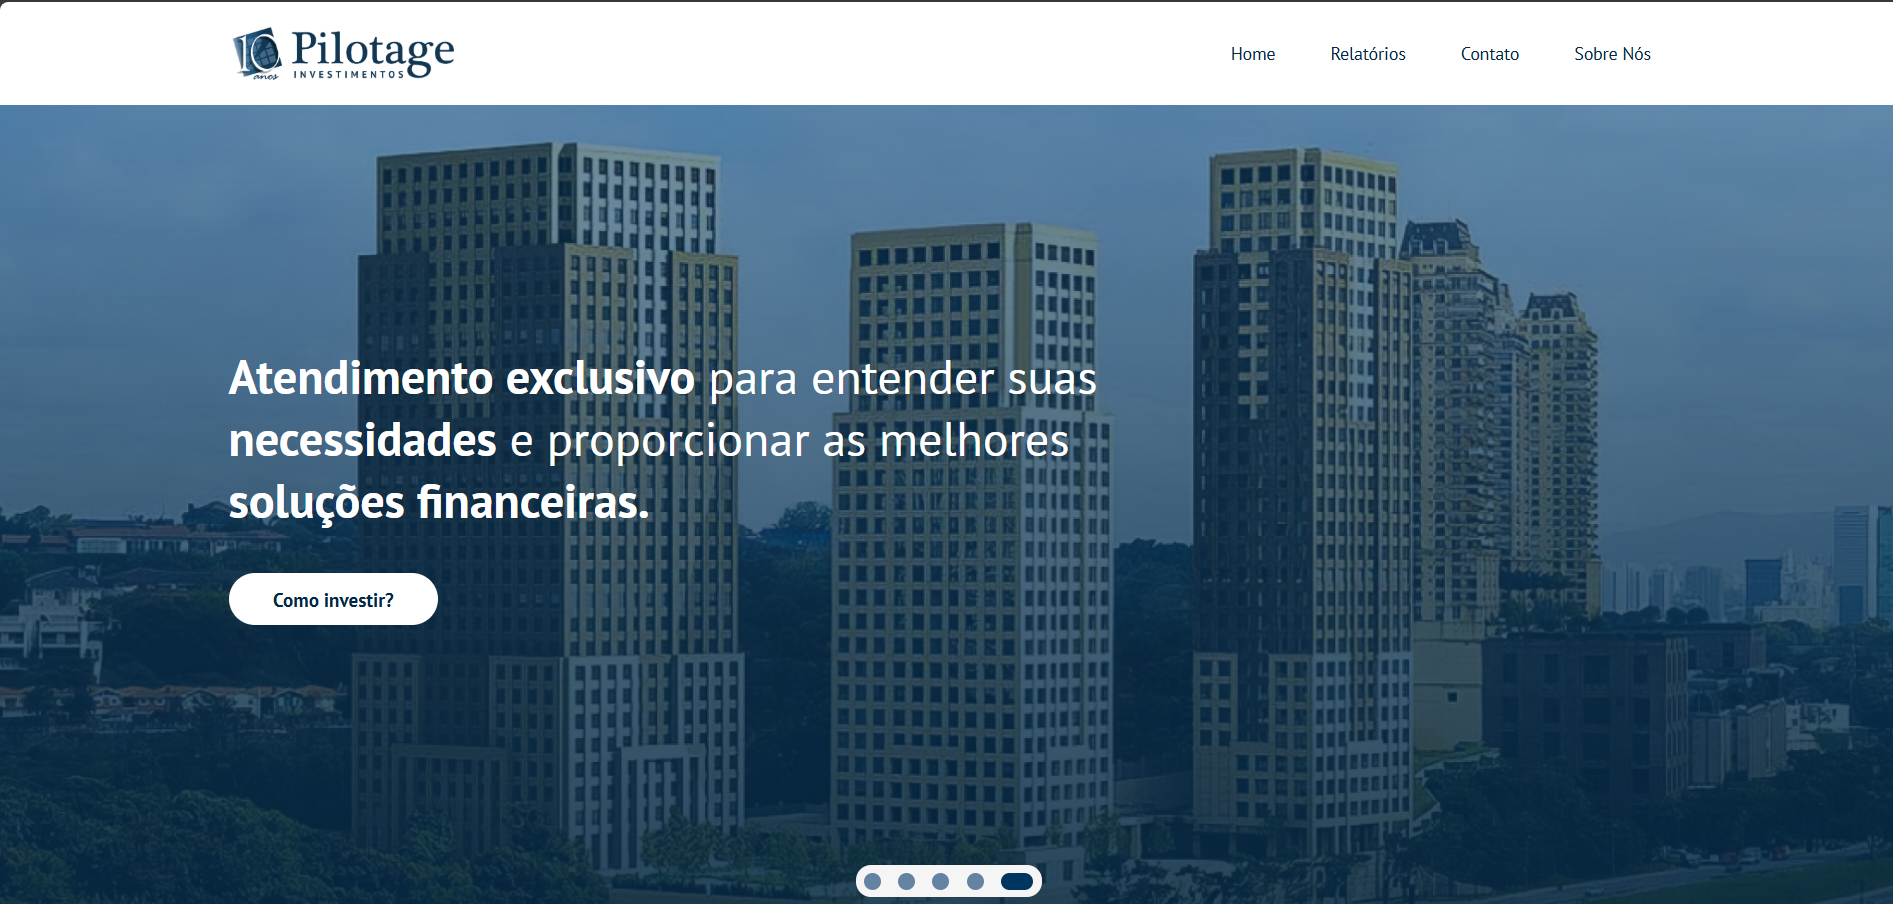 10 anos
Pilotage
INVESTIMENTOS
Home Relatórios Contato Sobre Nós
Atendimento exclusivo para entender suas
necessidades e proporcionar as melhores
soluções financeiras.
Como investir?